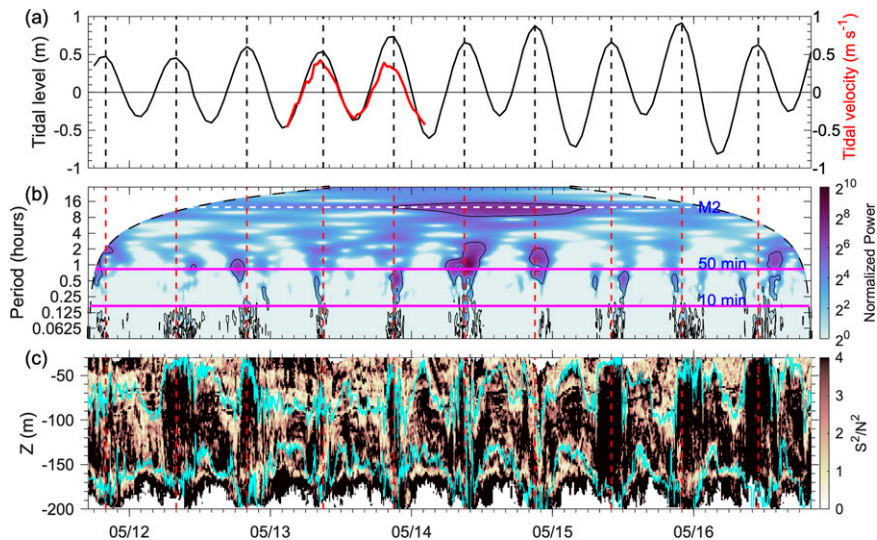 (a)
Tidal level (m)
1
0.5
0
-0.5
-1
1
0.5
0
-0.5
-1
Tidal velocity (m s⁻¹)
(b)
Period (hours)
16
8
4
2
1
0.5
0.25
0.125
0.0625
M2
50 min
10 min
2¹⁰
2⁸
2⁶
2⁴
2²
2⁰
Normalized Power
(c)
Z (m)
-50
-100
-150
-200
4
3
2
1
0
S²/N²
05/12 05/13 05/14 05/15 05/16